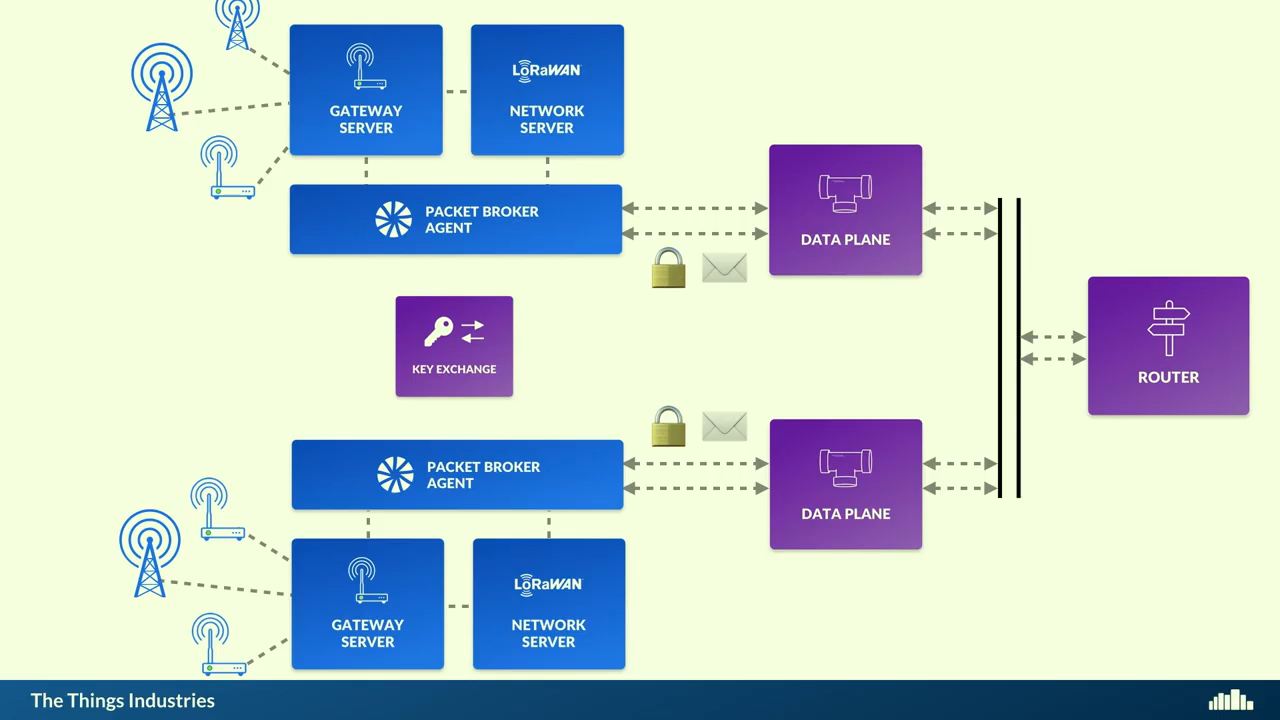 GATEWAY
SERVER
LoRaWAN
NETWORK
SERVER
PACKET BROKER
AGENT
DATA PLANE
KEY EXCHANGE
ROUTER
PACKET BROKER
AGENT
DATA PLANE
GATEWAY
SERVER
LoRaWAN
NETWORK
SERVER
The Things Industries